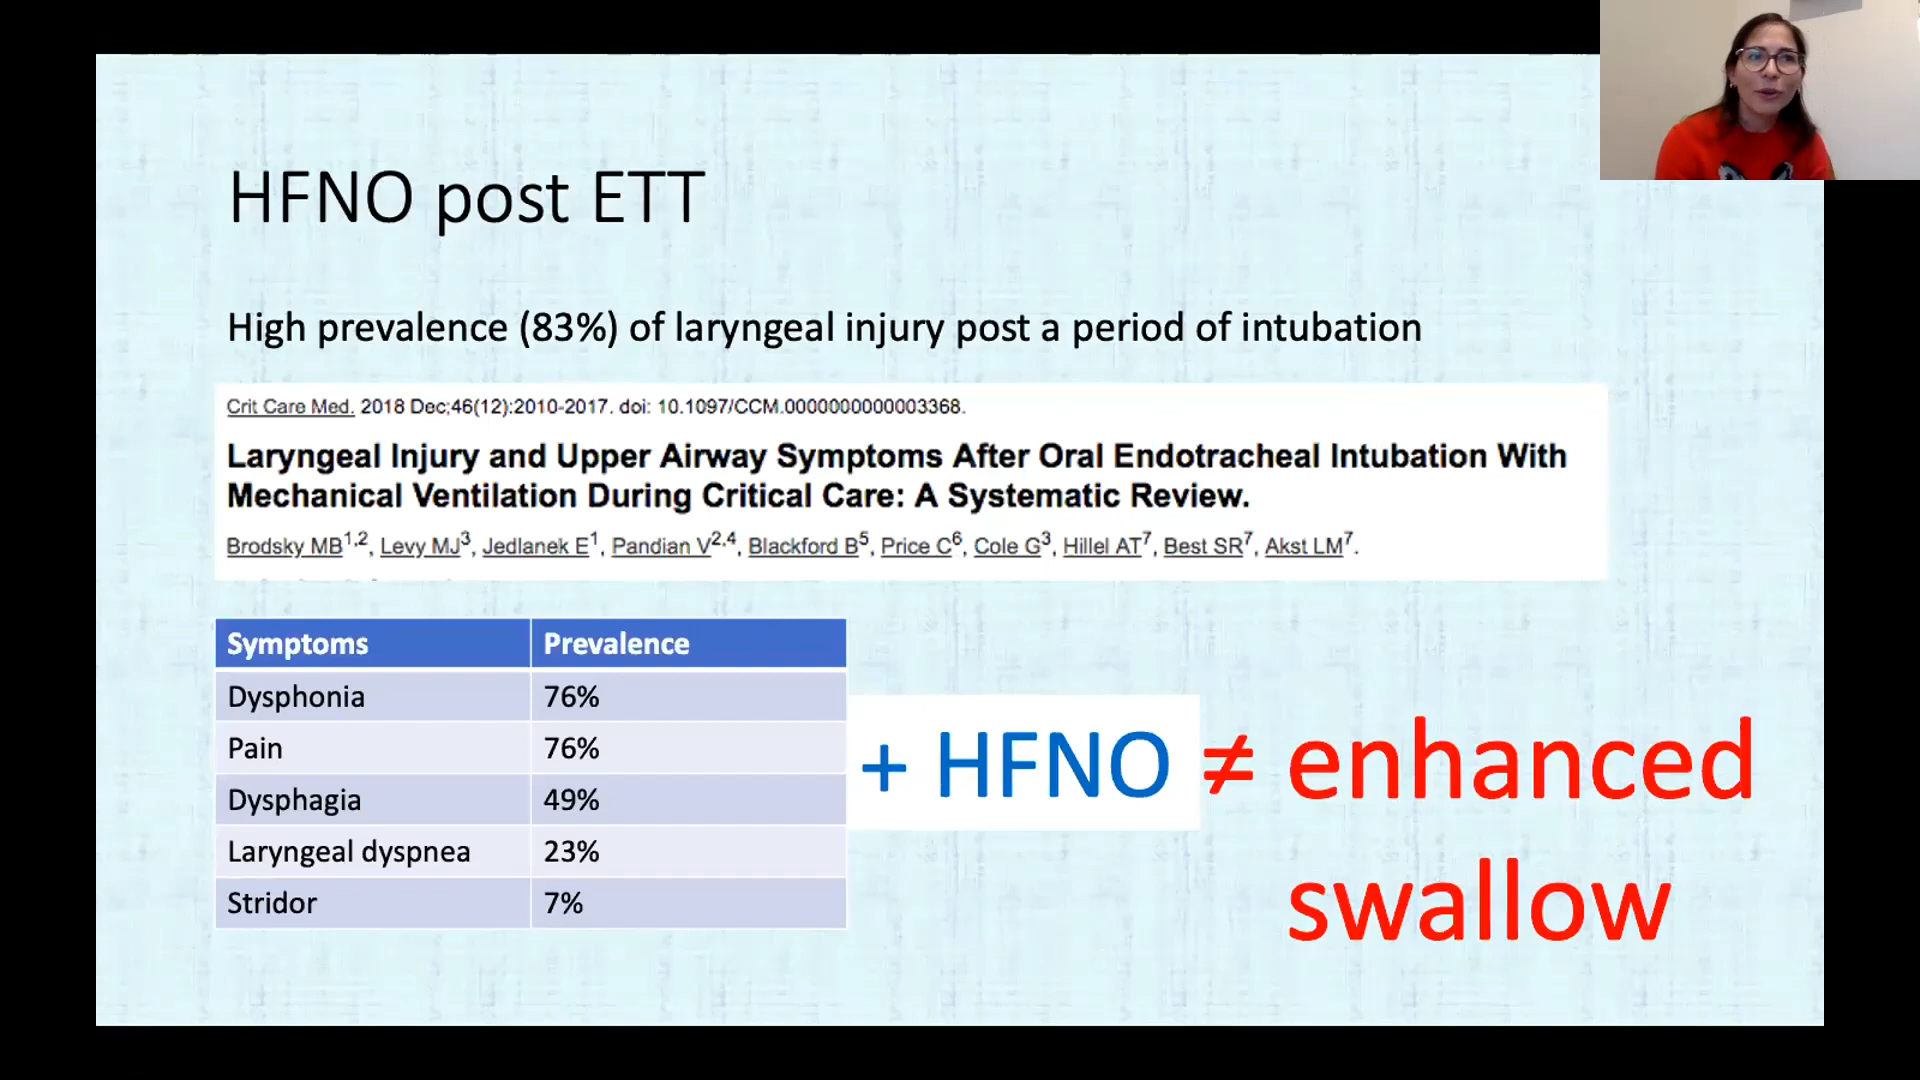 HFNO post ETT
High prevalence (83%) of laryngeal injury post a period of intubation
Crit Care Med. 2018 Dec;46(12):2010-2017. doi: 10.1097/CCM.0000000000003368.
Laryngeal Injury and Upper Airway Symptoms After Oral Endotracheal Intubation With
Mechanical Ventilation During Critical Care: A Systematic Review.
Brodsky MB1,2, Levy MJ3, Jedlanek E1, Pandian V2,4, Blackford B5, Price C6, Cole G3, Hillel AT7, Best SR7, Akst LM7.
Symptoms Prevalence
Dysphonia 76%
Pain 76%
Dysphagia 49%
Laryngeal dyspnea 23%
Stridor 7%
+ HFNO ≠ enhanced
swallow